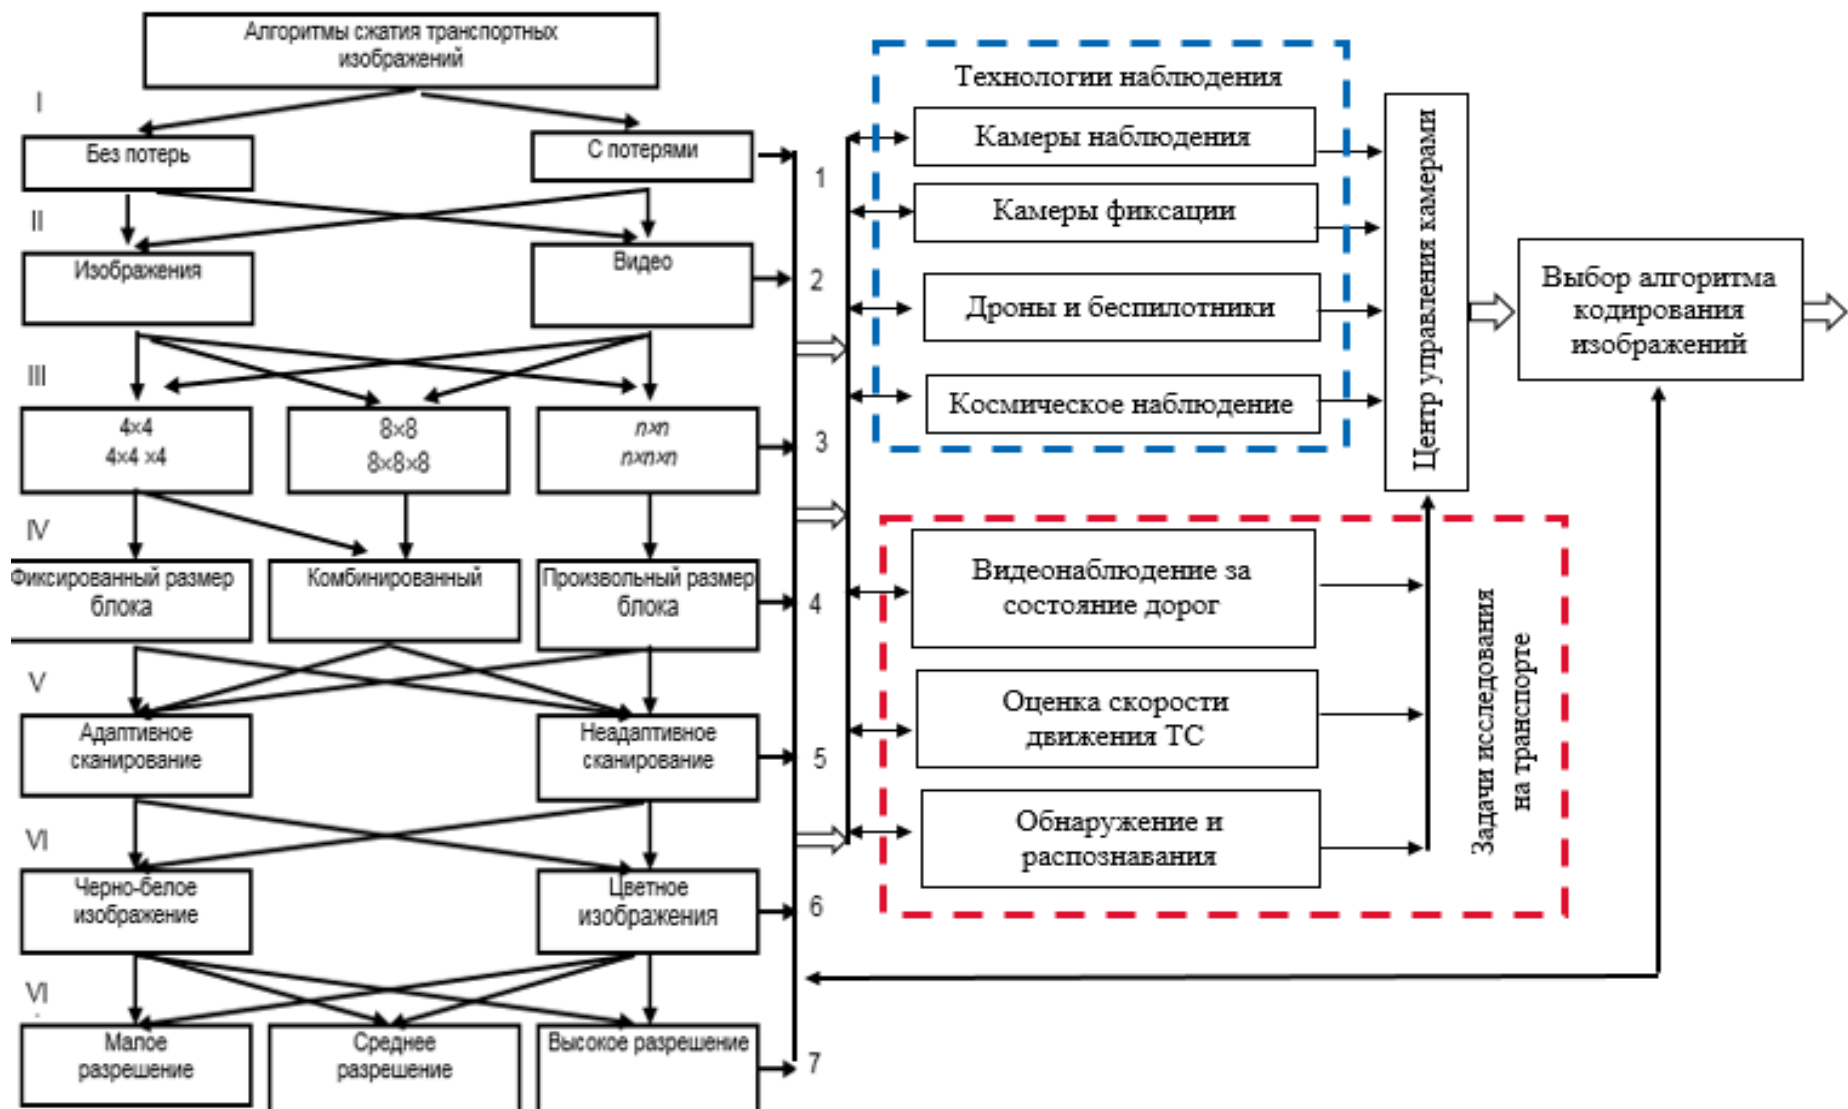 Алгоритмы сжатия транспортных
изображений
I
Без потерь
С потерями
1
II
Изображения
Видео
2
III
4×4
4×4 ×4
8×8
8×8×8
n×n
n×n×n
3
IV
Фиксированный размер
блока
Комбинированный
Произвольный размер
блока
4
V
Адаптивное
сканирование
Неадаптивное
сканирование
5
VI
Черно-белое
изображение
Цветное
изображения
6
VI
Малое
разрешение
Среднее
разрешение
Высокое разрешение
7
Технологии наблюдения
Камеры наблюдения
Камеры фиксации
Дроны и беспилотники
Космическое наблюдение
Центр управления камерами
Выбор алгоритма
кодирования
изображений
Видеонаблюдение за
состояние дорог
Оценка скорости
движения ТС
Обнаружение и
распознавания
Задачи исследования
на транспорте